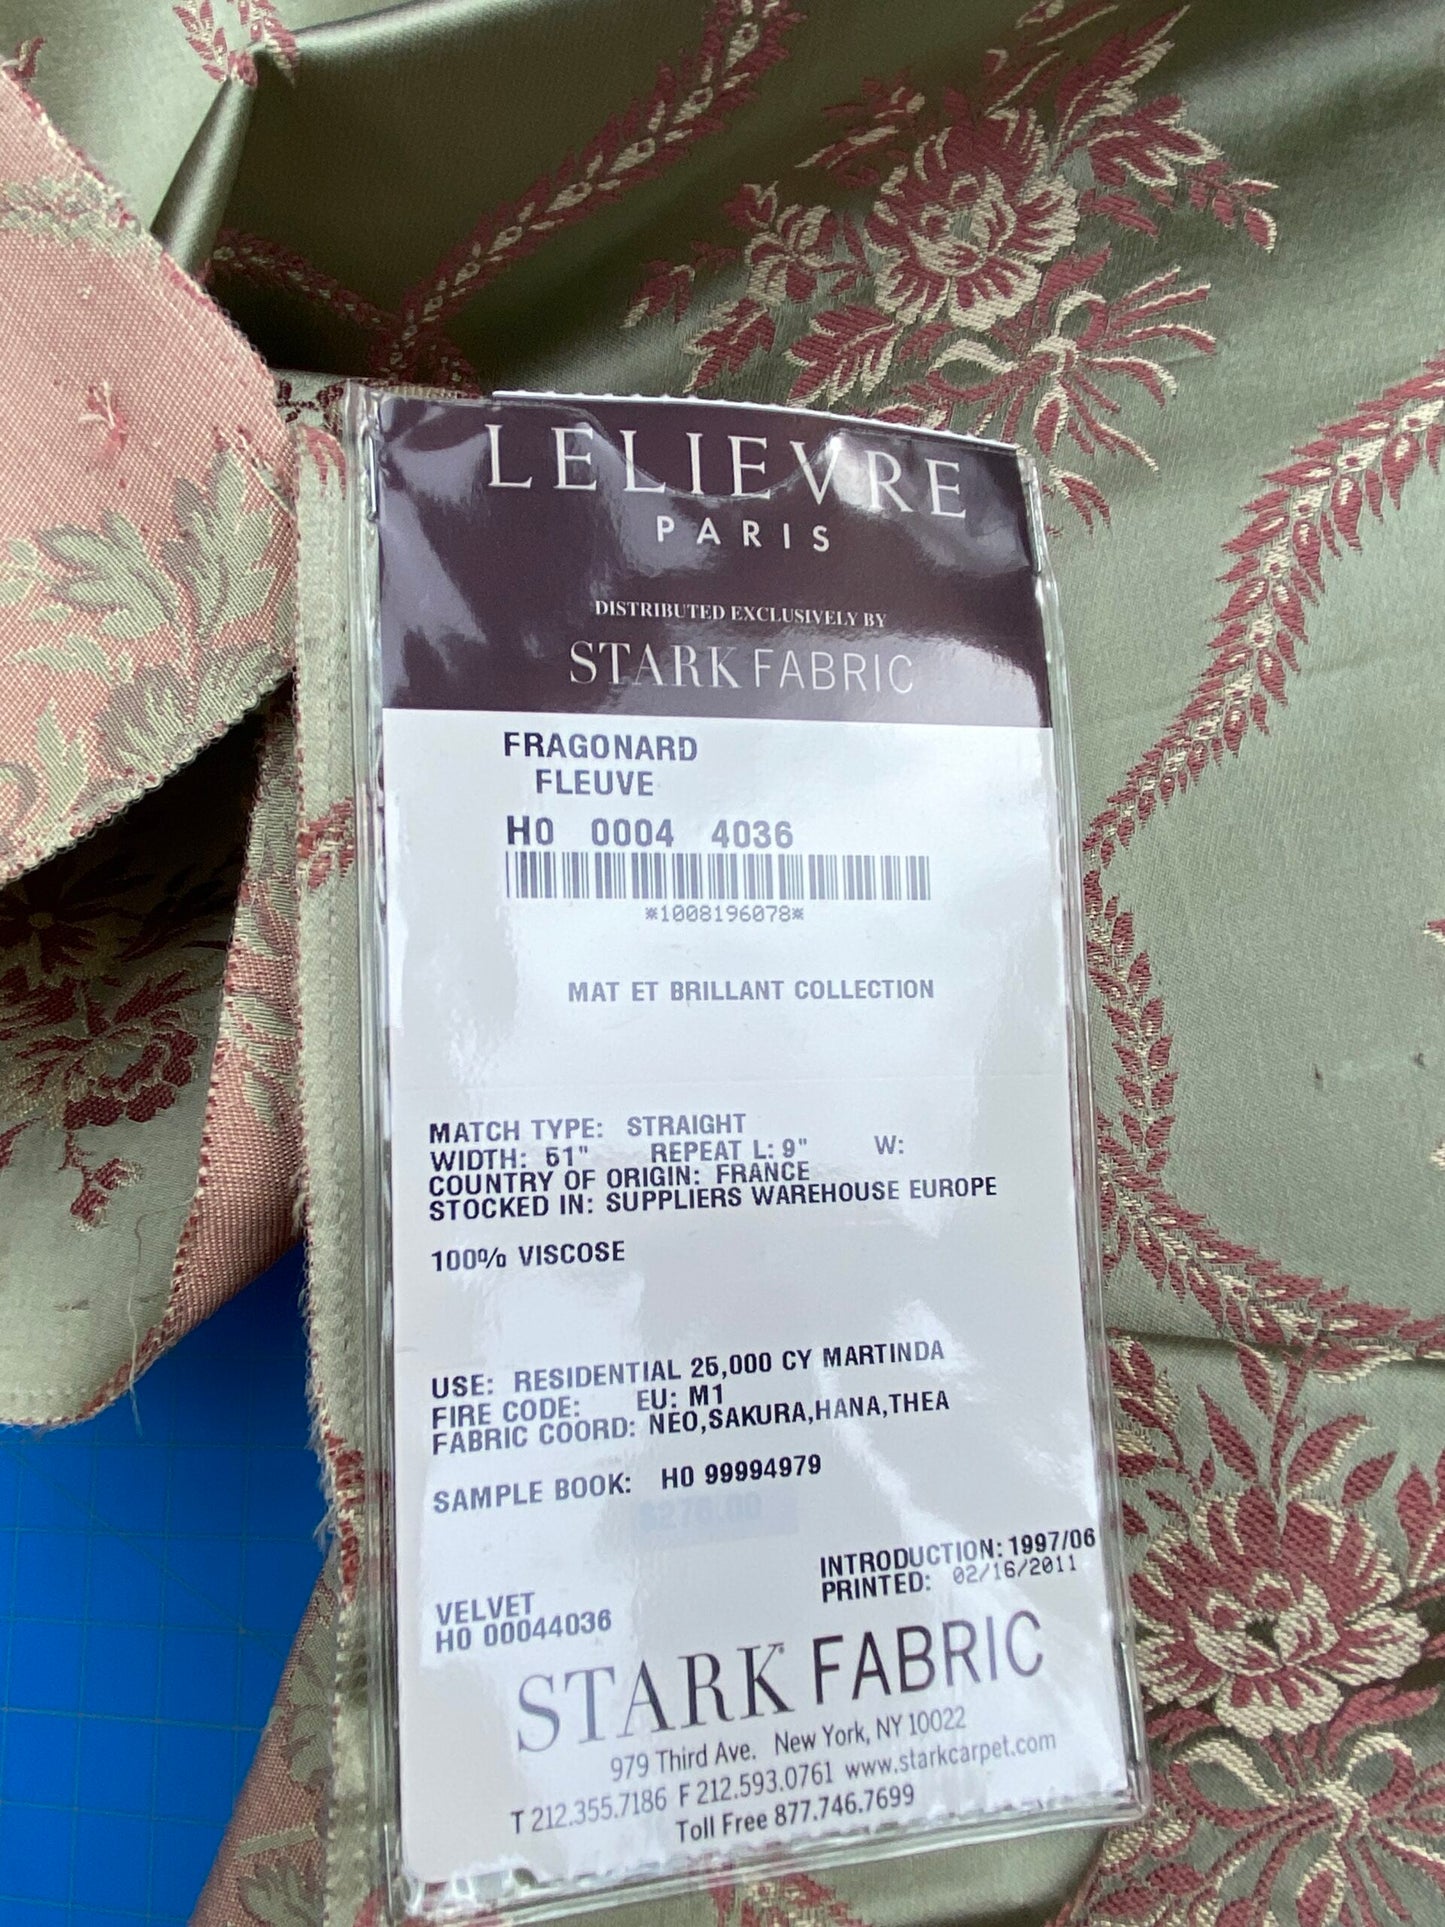 LELIEVRE
PARIS
DISTRIBUTED EXCLUSIVELY BY
STARK FABRIC
FRAGONARD
FLEUVE
H0 0004 4036
*1008196078*
MAT ET BRILLANT COLLECTION
MATCH TYPE: STRAIGHT
WIDTH: 51" REPEAT L: 9" W:
COUNTRY OF ORIGIN: FRANCE
STOCKED IN: SUPPLIERS WAREHOUSE EUROPE
100% VISCOSE
USE: RESIDENTIAL 25,000 CY MARTINDA
FIRE CODE: EU: M1
FABRIC COORD: NEO,SAKURA,HANA,THEA
SAMPLE BOOK: H0 99994979
INTRODUCTION: 1997/06
PRINTED: 02/16/2011
VELVET
H0 00044036
STARK FABRIC
979 Third Ave. New York, NY 10022
T 212.355.7186 F 212.593.0761 www.starkcarpet.com
Toll Free 877.746.7699